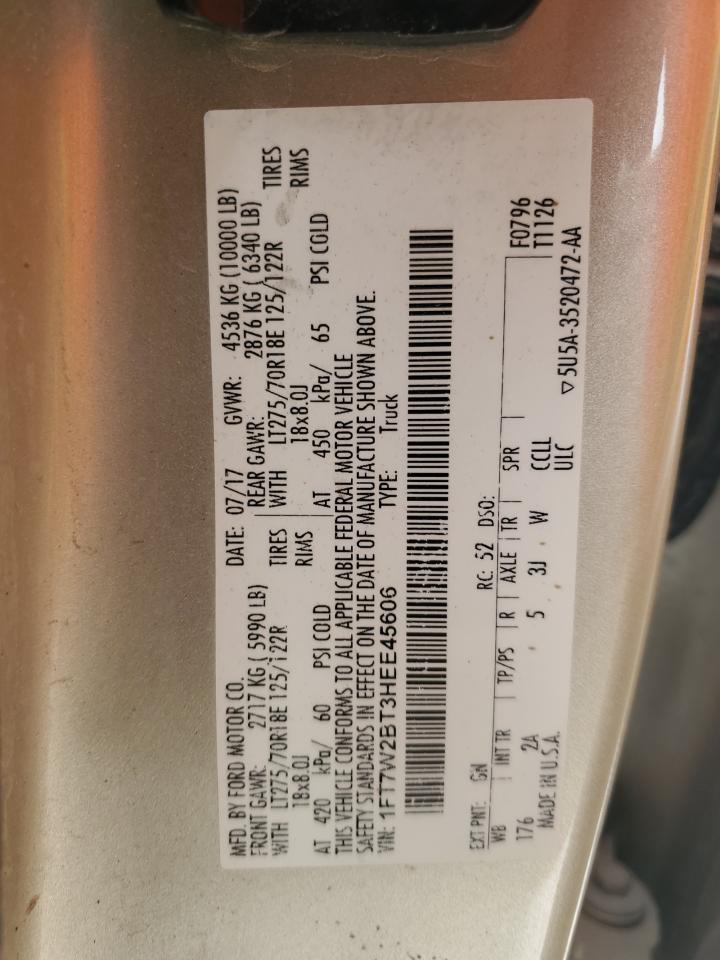 MFD. BY FORD MOTOR CO. DATE: 07/17 GVWR: 4536 KG (10000 LB)
FRONT GAWR: 2717 KG ( 5990 LB) REAR GAWR: 2876 KG ( 6340 LB)
WITH LT275/70R18E 125/122R TIRES WITH LT275/70R18E 125/122R TIRES
18x8.0J RIMS 18x8.0J RIMS
AT 420 kPa/ 60 PSI COLD AT 450 kPa/ 65 PSI COLD
THIS VEHICLE CONFORMS TO ALL APPLICABLE FEDERAL MOTOR VEHICLE
SAFETY STANDARDS IN EFFECT ON THE DATE OF MANUFACTURE SHOWN ABOVE.
VIN: 1FT7W2BT3HEE45606 TYPE: Truck
EXT PNT: GN RC: 52 DSO: F0796
WB INT TR TP/PS R AXLE TR SPR T1126
176 2A 5 3J W CCLL
MADE IN U.S.A. ULC ▽ 5U5A-3520472-AA